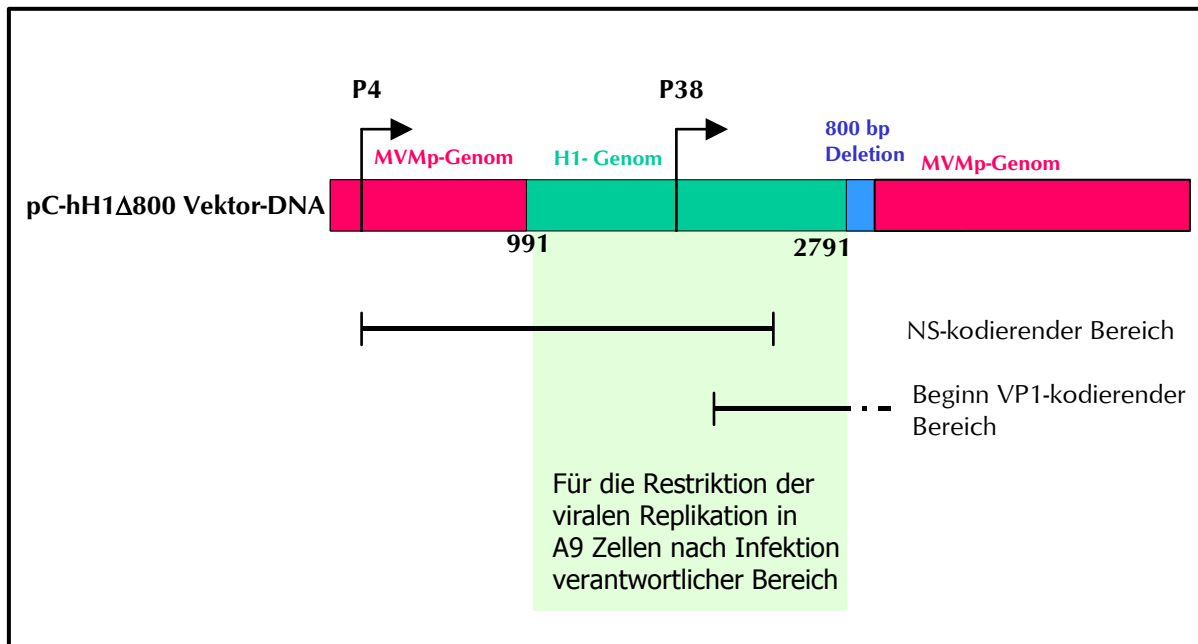 P4
P38
800 bp
Deletion
MVMp-Genom
H1- Genom
MVMp-Genom
pC-hH1Δ800 Vektor-DNA
991
2791
NS-kodierender Bereich
Beginn VP1-kodierender
Bereich
Für die Restriktion der
viralen Replikation in
A9 Zellen nach Infektion
verantwortlicher Bereich